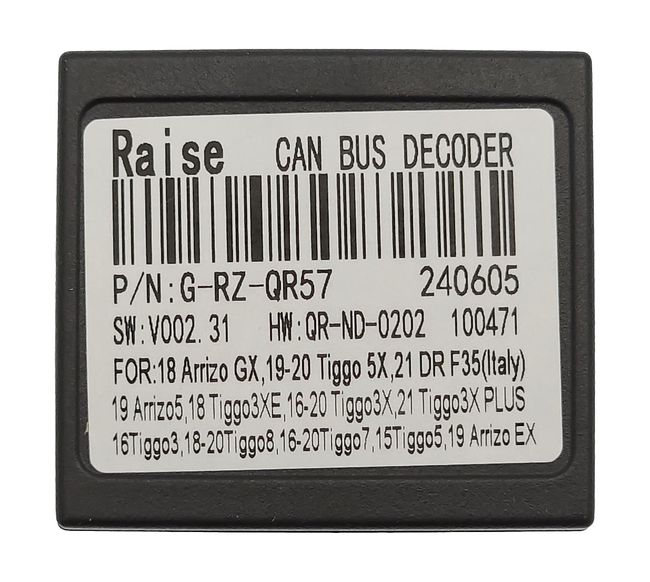 Raise CAN BUS DECODER
P/N:G-RZ-QR57 240605
SW:V002.31 HW:QR-ND-0202 100471
FOR:18 Arrizo GX,19-20 Tiggo 5X,21 DR F35(Italy)
19 Arrizo5,18 Tiggo3XE,16-20 Tiggo3X,21 Tiggo3X PLUS
16Tiggo3,18-20Tiggo8,16-20Tiggo7,15Tiggo5,19 Arrizo EX